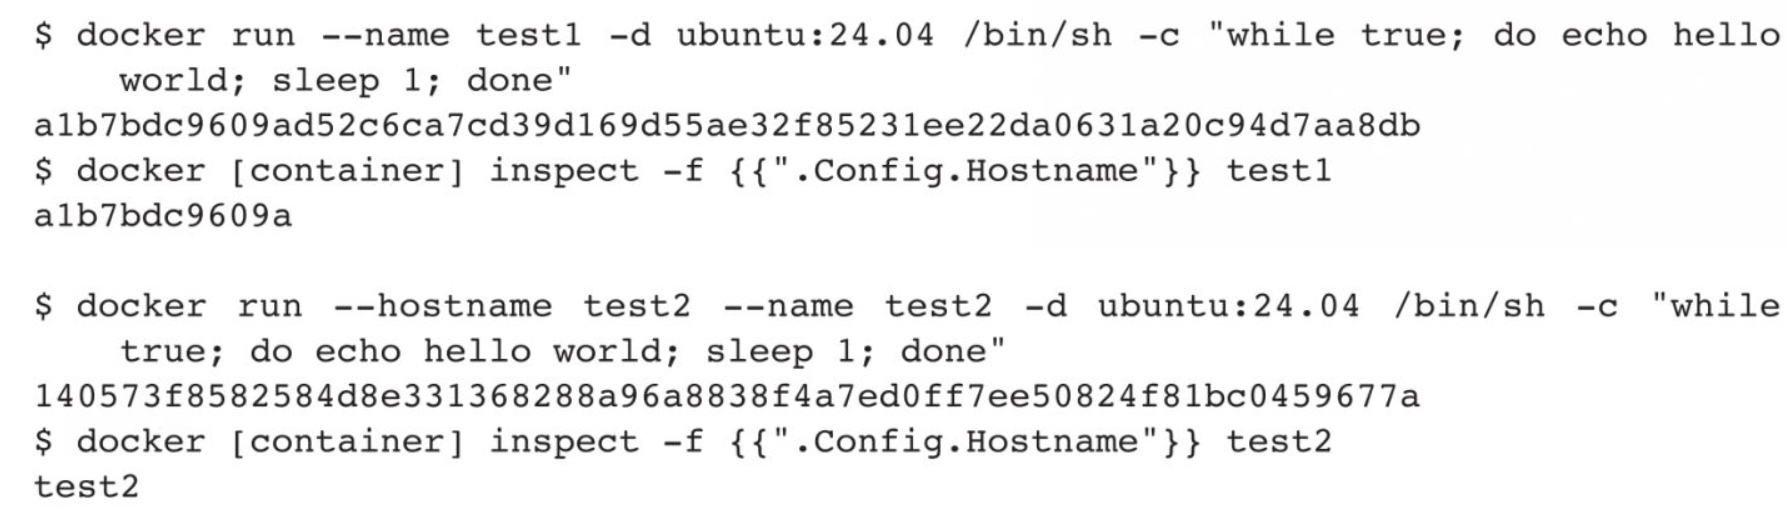 $ docker run --name test1 -d ubuntu:24.04 /bin/sh -c "while true; do echo hello
world; sleep 1; done"
a1b7bdc9609ad52c6ca7cd39d169d55ae32f85231ee22da0631a20c94d7aa8db
$ docker [container] inspect -f {{".Config.Hostname"}} test1
a1b7bdc9609a
$ docker run --hostname test2 --name test2 -d ubuntu:24.04 /bin/sh -c "while
true; do echo hello world; sleep 1; done"
140573f8582584d8e331368288a96a8838f4a7ed0ff7ee50824f81bc0459677a
$ docker [container] inspect -f {{".Config.Hostname"}} test2
test2